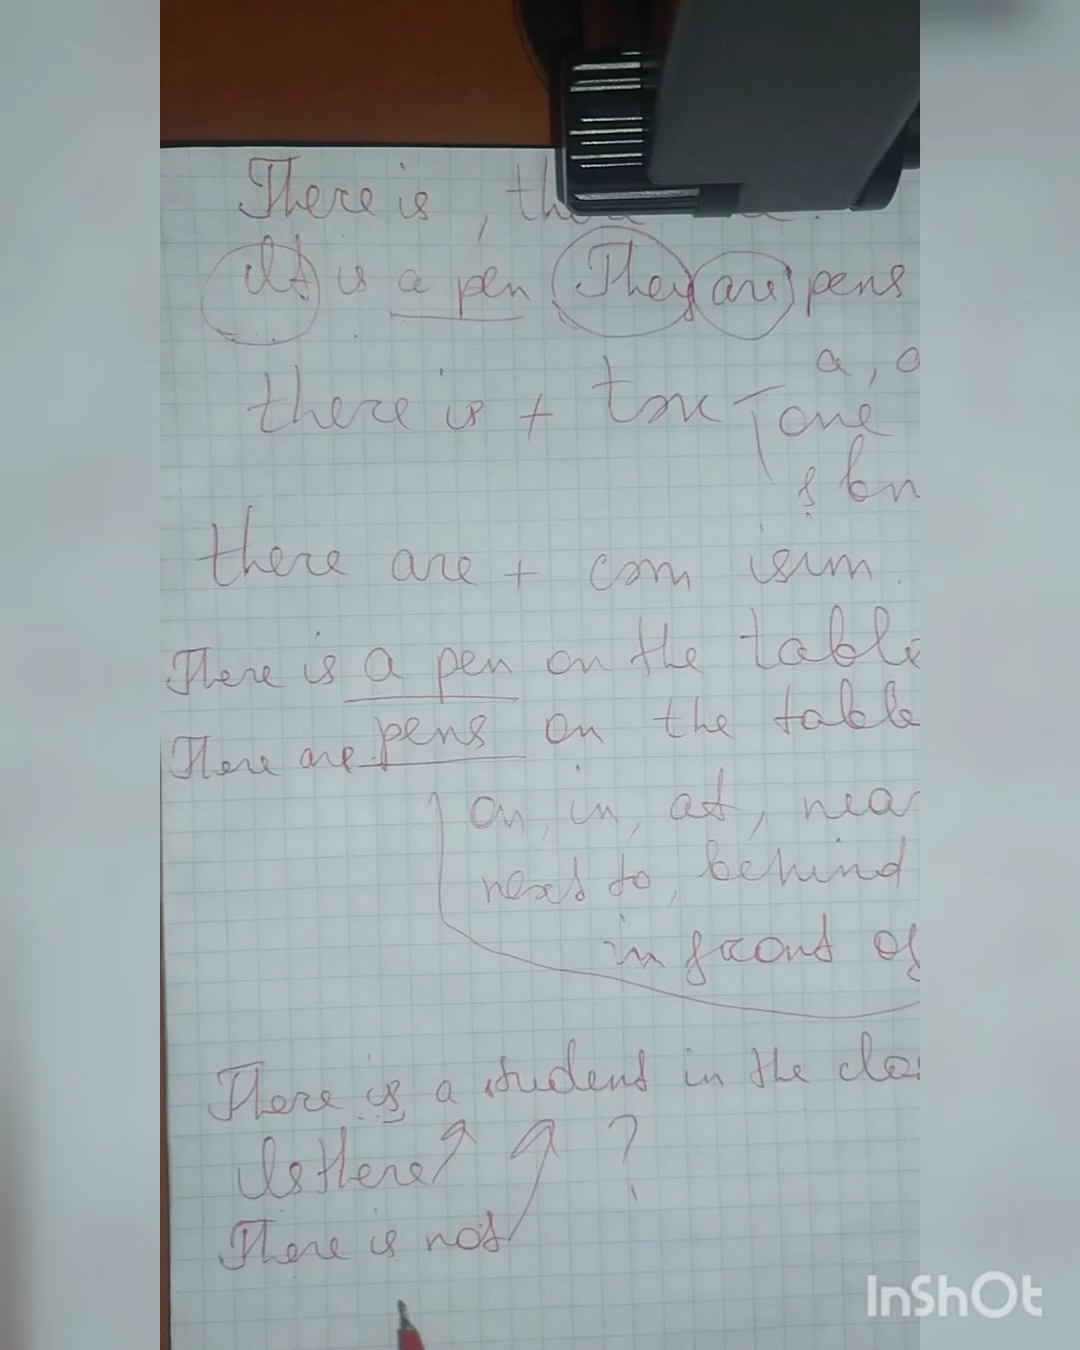 There is, 
It is a pen They are pens
a,
there is + tək one
there are + cəm isim.
There is a pen on the table
There are pens on the table
on, in, at, near
next to, behind
in front of
There is a student in the clas
Is there ?
There is not
InShOt